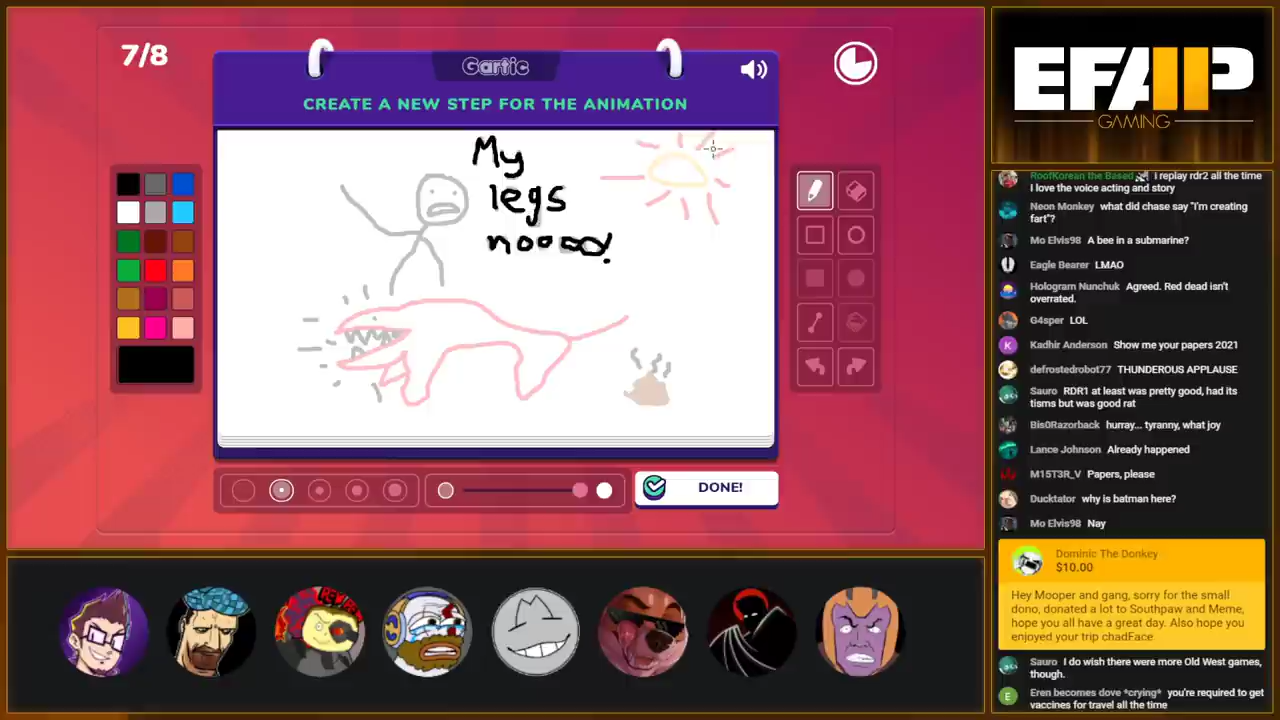 7/8
Gartic
CREATE A NEW STEP FOR THE ANIMATION
My
legs
noooo!
DONE!
EFAP
GAMING
RoofKorean the Based I replay rdr2 all the time
I love the voice acting and story
Neon Monkey what did chase say "I'm creating
fart"?
Mo Elvis98 A bee in a submarine?
Eagle Bearer LMAO
Hologram Nunchuk Agreed. Red dead isn't
overrated.
G4sper LOL
Kadhir Anderson Show me your papers 2021
defrostedrobot77 THUNDEROUS APPLAUSE
Sauro RDR1 at least was pretty good, had its
tisms but was good rat
Bis0Razorback hurray... tyranny, what joy
Lance Johnson Already happened
M15T3R_V Papers, please
Ducktator why is batman here?
Mo Elvis98 Nay
Dominic The Donkey
$10.00
Hey Mooper and gang, sorry for the small
dono, donated a lot to Southpaw and Meme,
hope you all have a great day. Also hope you
enjoyed your trip chadFace
Sauro I do wish there were more Old West games,
though.
Eren becomes dove *crying* you're required to get
vaccines for travel all the time